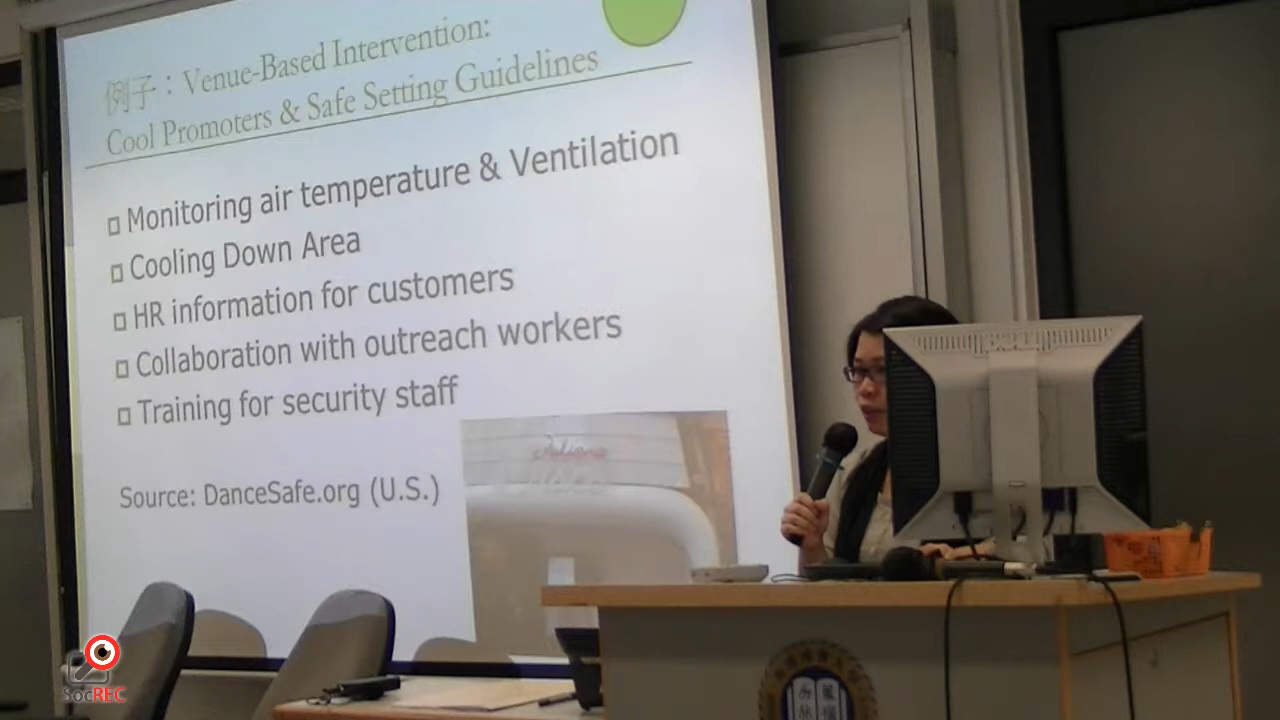 例子：Venue-Based Intervention:
Cool Promoters & Safe Setting Guidelines
Monitoring air temperature & Ventilation
Cooling Down Area
HR information for customers
Collaboration with outreach workers
Training for security staff
Source: DanceSafe.org (U.S.)
SocREC